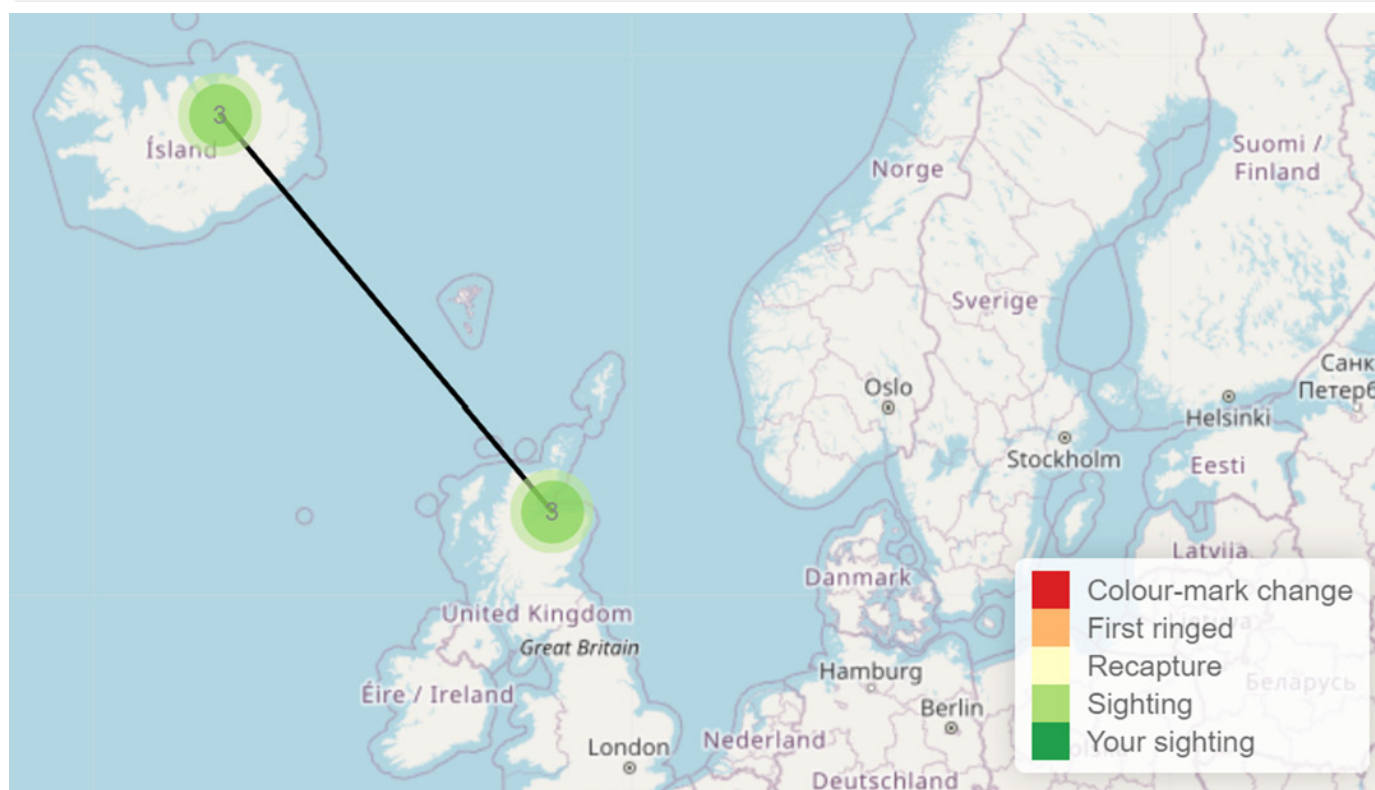 3
Ísland
Norge
Suomi /
Finland
Sverige
Санк
Петерб
Oslo
Helsinki
Stockholm
Eesti
3
Latvija
Danmark
United Kingdom
Great Britain
Hamburg
Éire / Ireland
Беларусь
Berlin
London
Nederland
Deutschland
Colour-mark change
First ringed
Recapture
Sighting
Your sighting